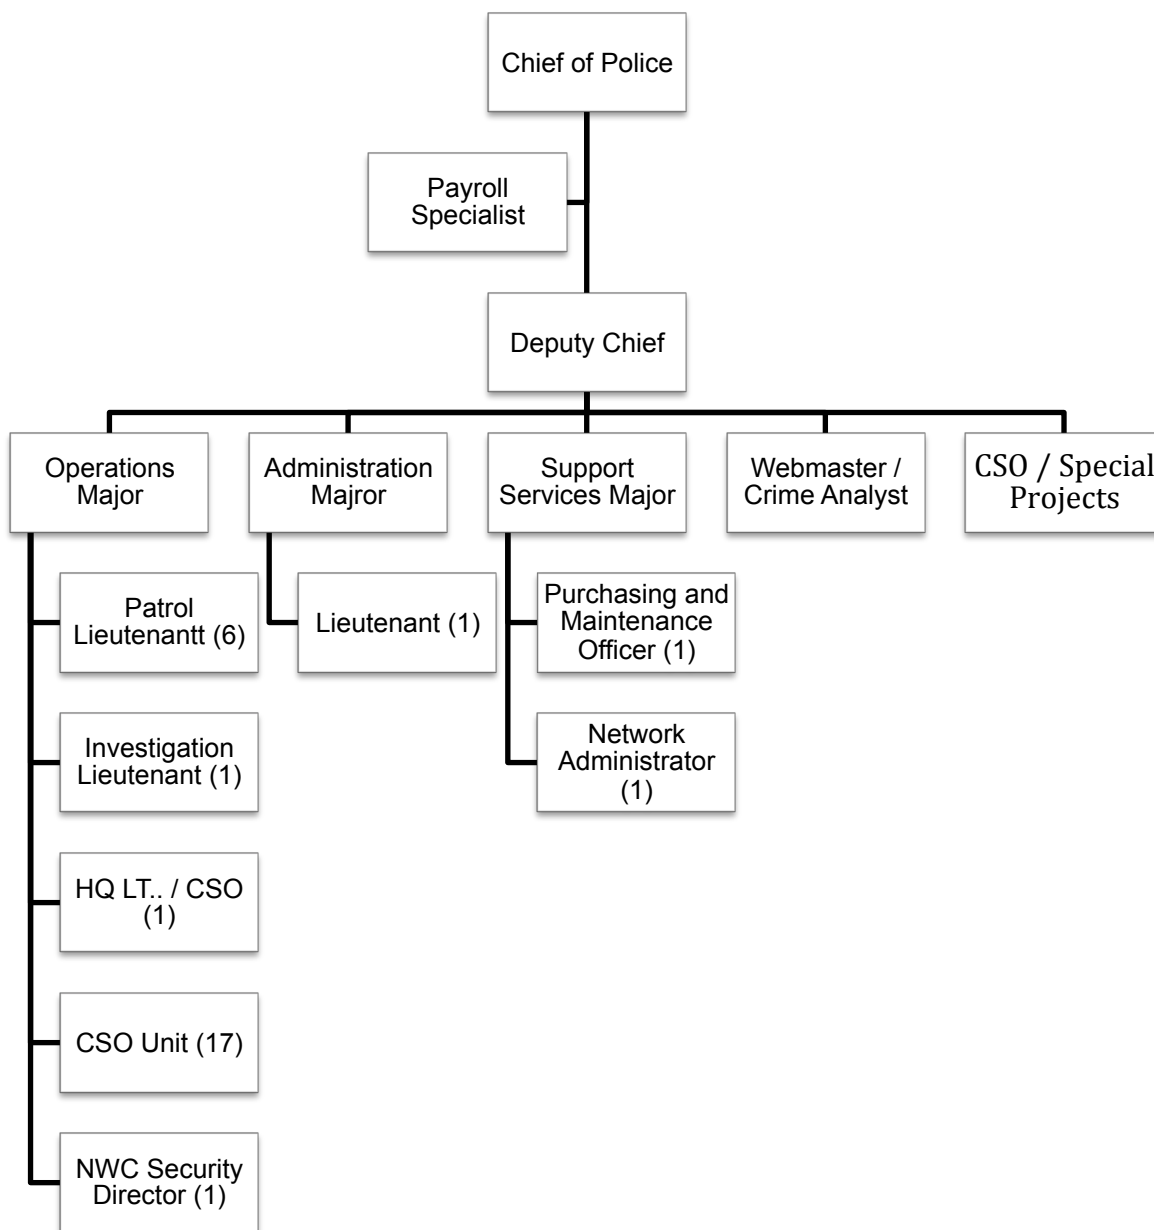 Chief of Police
Payroll
Specialist
Deputy Chief
Operations
Major
Administration
Majror
Support
Services Major
Webmaster /
Crime Analyst
CSO / Special
Projects
Patrol
Lieutenantt (6)
Lieutenant (1)
Purchasing and
Maintenance
Officer (1)
Investigation
Lieutenant (1)
Network
Administrator
(1)
HQ LT.. / CSO
(1)
CSO Unit (17)
NWC Security
Director (1)